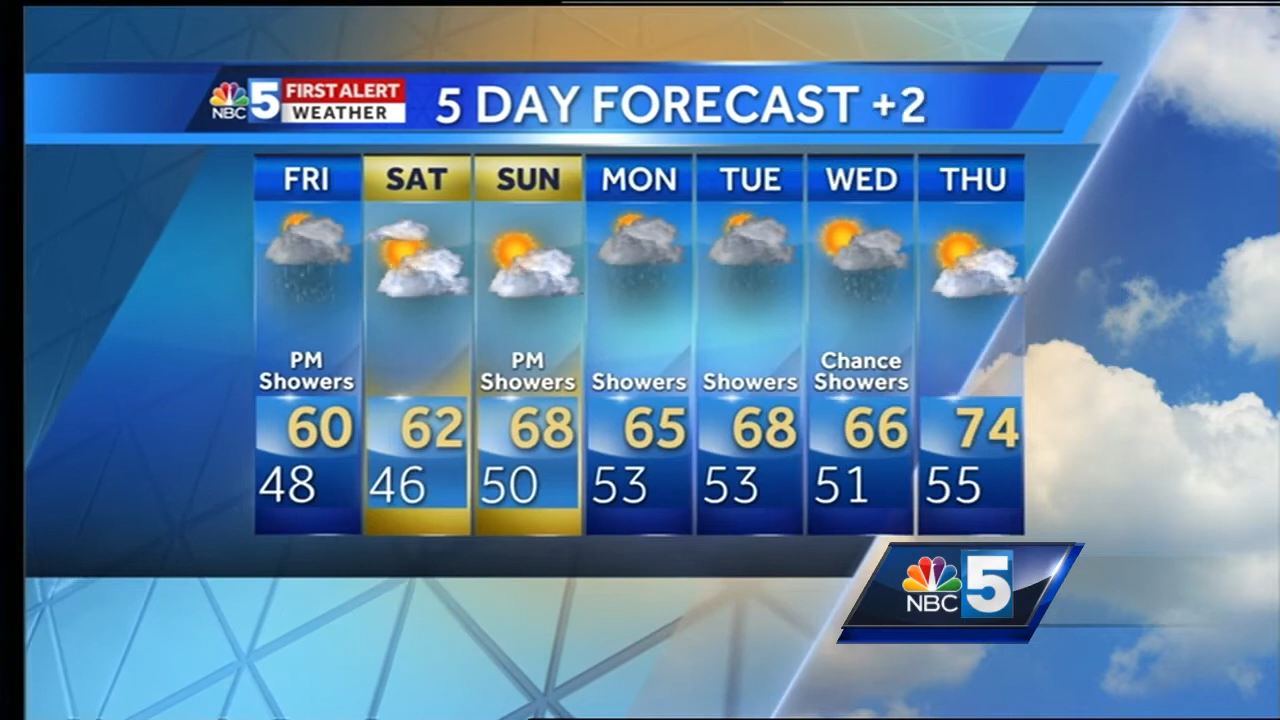 NBC 5 FIRST ALERT WEATHER
5 DAY FORECAST +2
FRI SAT SUN MON TUE WED THU
PM Showers
PM Showers
Showers
Showers
Chance Showers
60 62 68 65 68 66 74
48 46 50 53 53 51 55
NBC 5